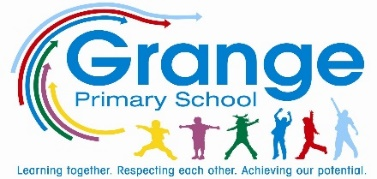 Grange
Primary School
Learning together. Respecting each other. Achieving our potential.